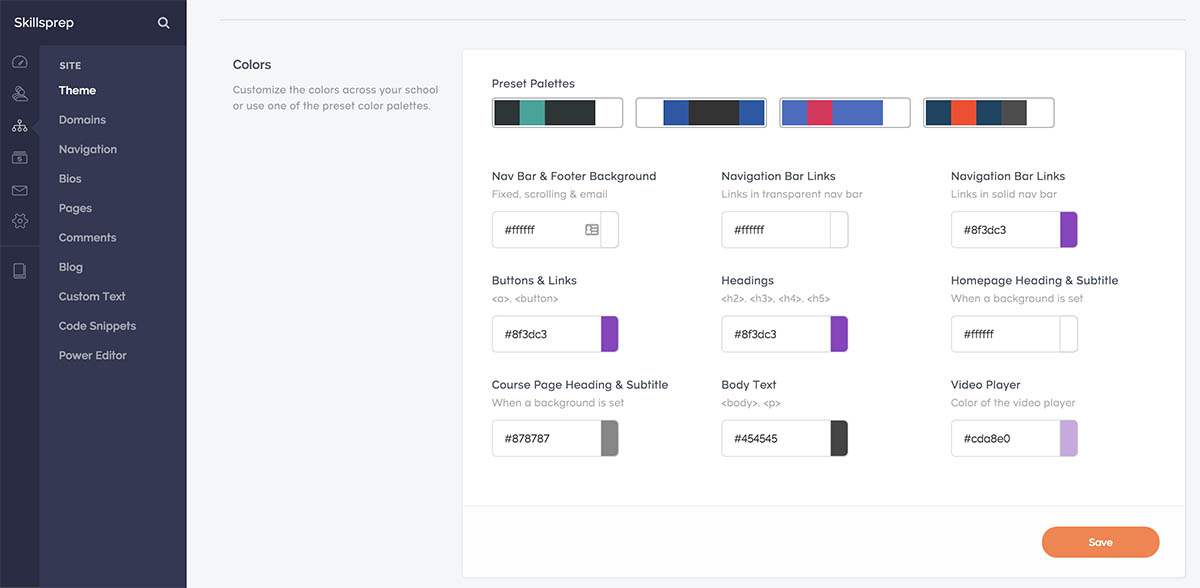 Skillsprep
SITE
Theme
Domains
Navigation
Bios
Pages
Comments
Blog
Custom Text
Code Snippets
Power Editor
Colors
Customize the colors across your school
or use one of the preset color palettes.
Preset Palettes
Nav Bar & Footer Background
Fixed, scrolling & email
#ffffff
Navigation Bar Links
Links in transparent nav bar
#ffffff
Navigation Bar Links
Links in solid nav bar
#8f3dc3
Buttons & Links
<a>, <button>
#8f3dc3
Headings
<h2>, <h3>, <h4>, <h5>
#8f3dc3
Homepage Heading & Subtitle
When a background is set
#ffffff
Course Page Heading & Subtitle
When a background is set
#878787
Body Text
<body>, <p>
#454545
Video Player
Color of the video player
#cda8e0
Save